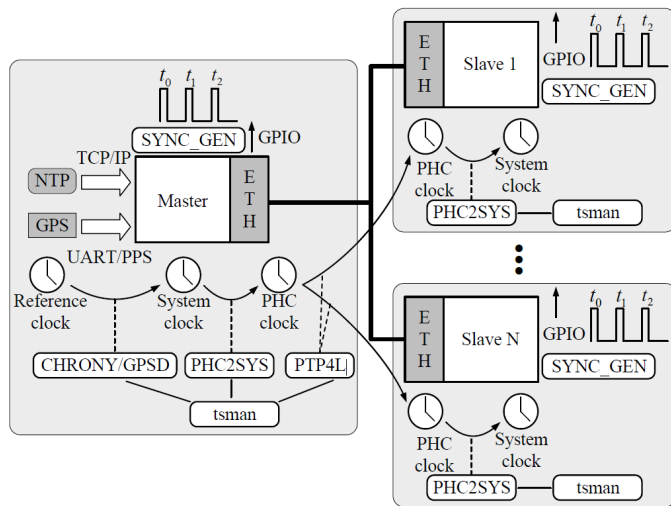 t0 t1 t2
SYNC_GEN
GPIO
TCP/IP
NTP
GPS
Master
E
T
H
UART/PPS
Reference
clock
System
clock
PHC
clock
CHRONY/GPSD
PHC2SYS
PTP4L
tsman
E
T
H
Slave 1
GPIO
t0 t1 t2
SYNC_GEN
PHC
clock
System
clock
PHC2SYS
tsman
E
T
H
Slave N
GPIO
t0 t1 t2
SYNC_GEN
PHC
clock
System
clock
PHC2SYS
tsman